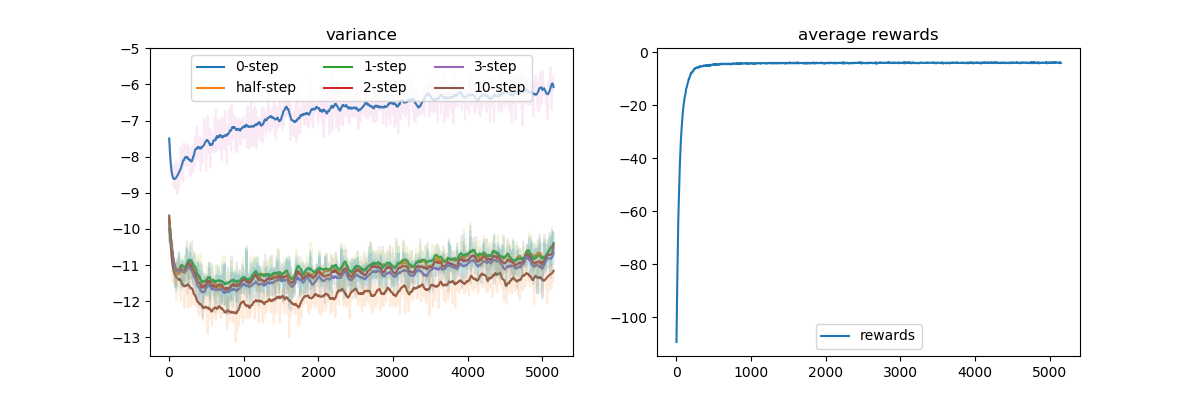 variance
0-step 1-step 3-step
half-step 2-step 10-step
−5
−6
−7
−8
−9
−10
−11
−12
−13
0 1000 2000 3000 4000 5000
average rewards
0
−20
−40
−60
−80
−100
rewards
0 1000 2000 3000 4000 5000